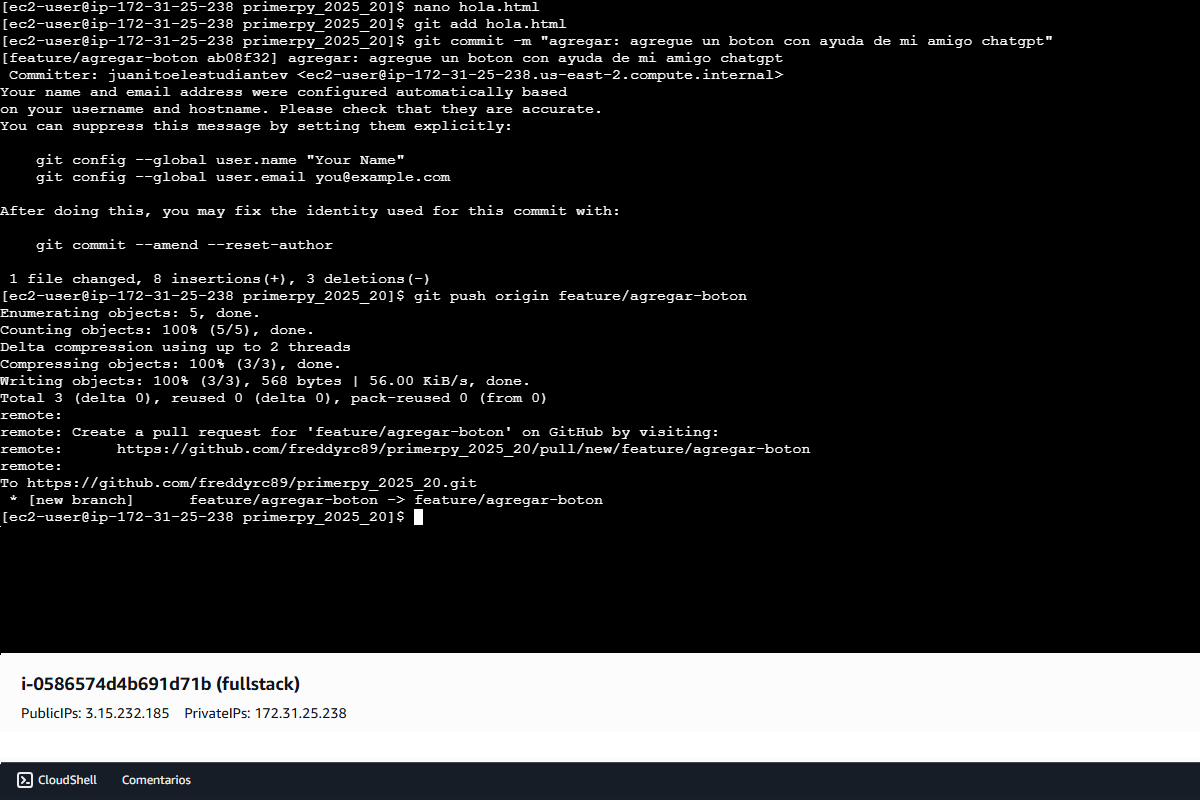 [ec2-user@ip-172-31-25-238 primerpy_2025_20]$ nano hola.html
[ec2-user@ip-172-31-25-238 primerpy_2025_20]$ git add hola.html
[ec2-user@ip-172-31-25-238 primerpy_2025_20]$ git commit -m "agregar: agregue un boton con ayuda de mi amigo chatgpt"
[feature/agregar-boton ab08f32] agregar: agregue un boton con ayuda de mi amigo chatgpt
 Committer: juanitoelestudiantev <ec2-user@ip-172-31-25-238.us-east-2.compute.internal>
Your name and email address were configured automatically based
on your username and hostname. Please check that they are accurate.
You can suppress this message by setting them explicitly:

    git config --global user.name "Your Name"
    git config --global user.email you@example.com

After doing this, you may fix the identity used for this commit with:

    git commit --amend --reset-author

 1 file changed, 8 insertions(+), 3 deletions(-)
[ec2-user@ip-172-31-25-238 primerpy_2025_20]$ git push origin feature/agregar-boton
Enumerating objects: 5, done.
Counting objects: 100% (5/5), done.
Delta compression using up to 2 threads
Compressing objects: 100% (3/3), done.
Writing objects: 100% (3/3), 568 bytes | 56.00 KiB/s, done.
Total 3 (delta 0), reused 0 (delta 0), pack-reused 0 (from 0)
remote:
remote: Create a pull request for 'feature/agregar-boton' on GitHub by visiting:
remote:      https://github.com/freddyrc89/primerpy_2025_20/pull/new/feature/agregar-boton
remote:
To https://github.com/freddyrc89/primerpy_2025_20.git
 * [new branch]      feature/agregar-boton -> feature/agregar-boton
[ec2-user@ip-172-31-25-238 primerpy_2025_20]$
i-0586574d4b691d71b (fullstack)
PublicIPs: 3.15.232.185    PrivateIPs: 172.31.25.238
CloudShell    Comentarios